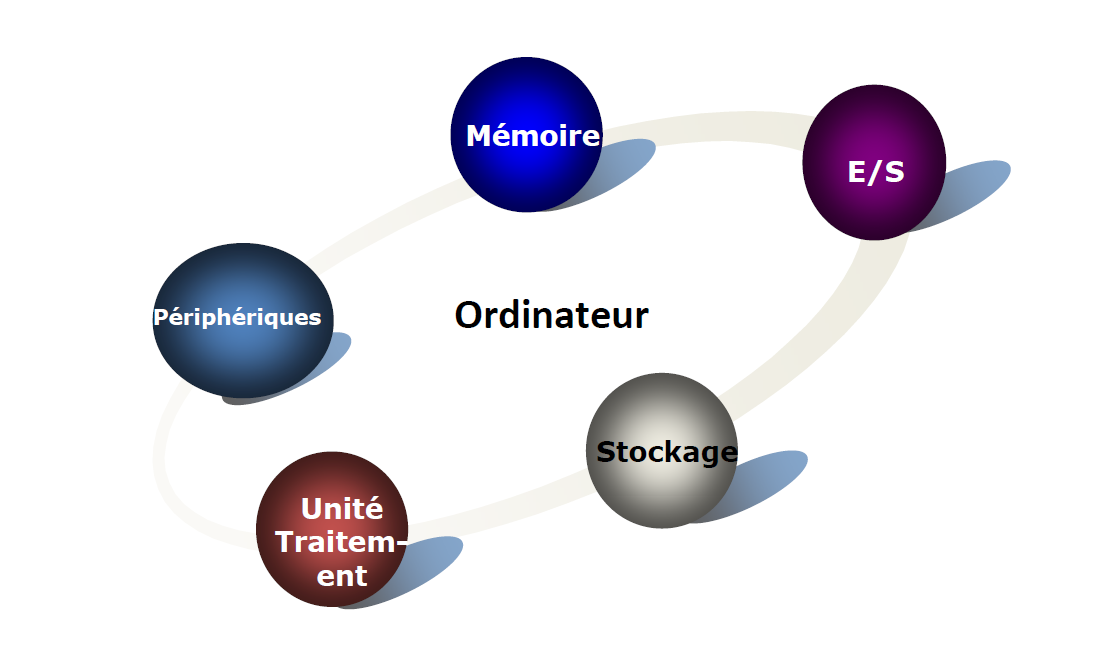 Mémoire
E/S
Périphériques
Ordinateur
Stockage
Unité
Traitem-
ent